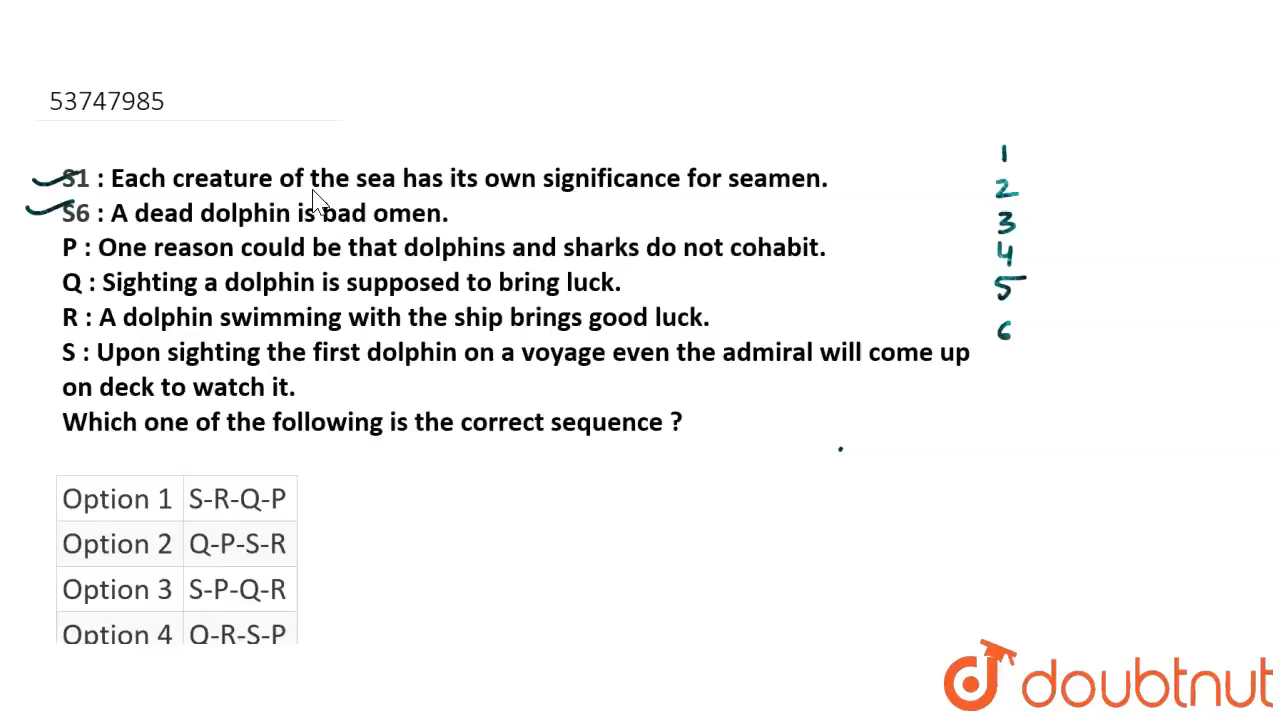 53747985
S1 : Each creature of the sea has its own significance for seamen.
S6 : A dead dolphin is bad omen.
P : One reason could be that dolphins and sharks do not cohabit.
Q : Sighting a dolphin is supposed to bring luck.
R : A dolphin swimming with the ship brings good luck.
S : Upon sighting the first dolphin on a voyage even the admiral will come up
on deck to watch it.
Which one of the following is the correct sequence ?
Option 1 S-R-Q-P
Option 2 Q-P-S-R
Option 3 S-P-Q-R
Option 4 Q-R-S-P
1
2
3
4
5
6
doubtnut